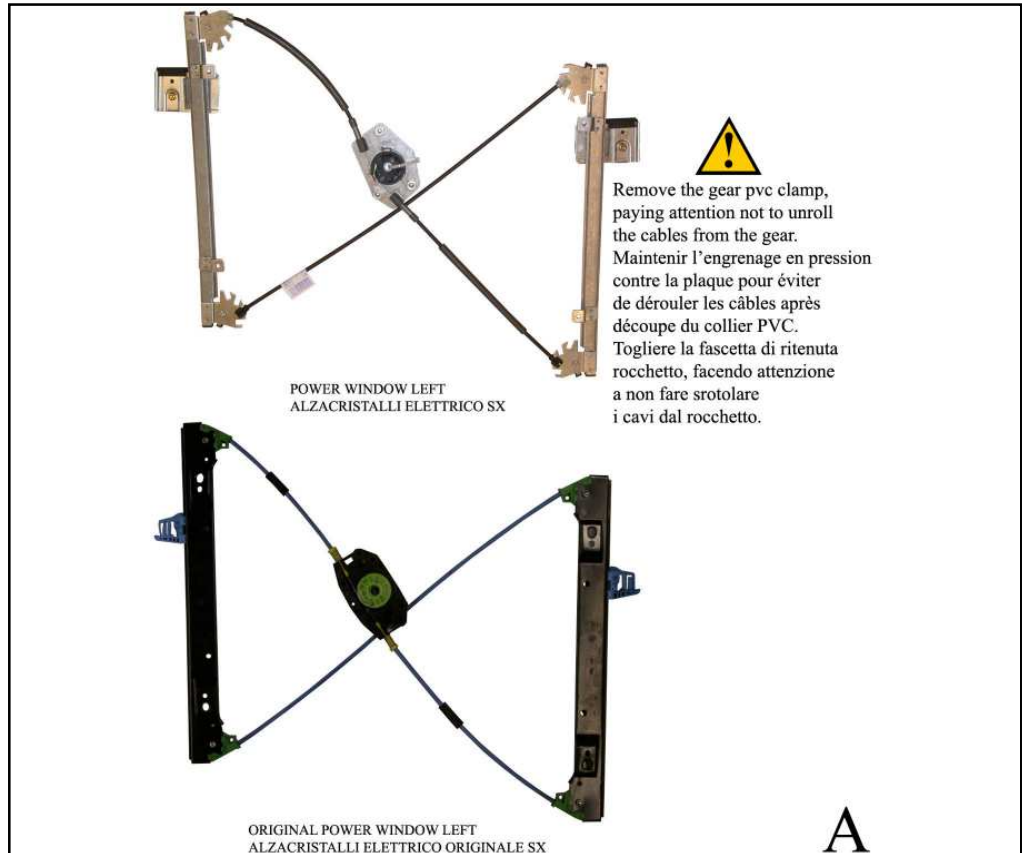 Remove the gear pvc clamp,
paying attention not to unroll
the cables from the gear.
Maintenir l’engrenage en pression
contre la plaque pour éviter
de dérouler les câbles après
découpe du collier PVC.
Togliere la fascetta di ritenuta
rocchetto, facendo attenzione
a non fare srotolare
i cavi dal rocchetto.
POWER WINDOW LEFT
ALZACRISTALLI ELETTRICO SX
ORIGINAL POWER WINDOW LEFT
ALZACRISTALLI ELETTRICO ORIGINALE SX
A